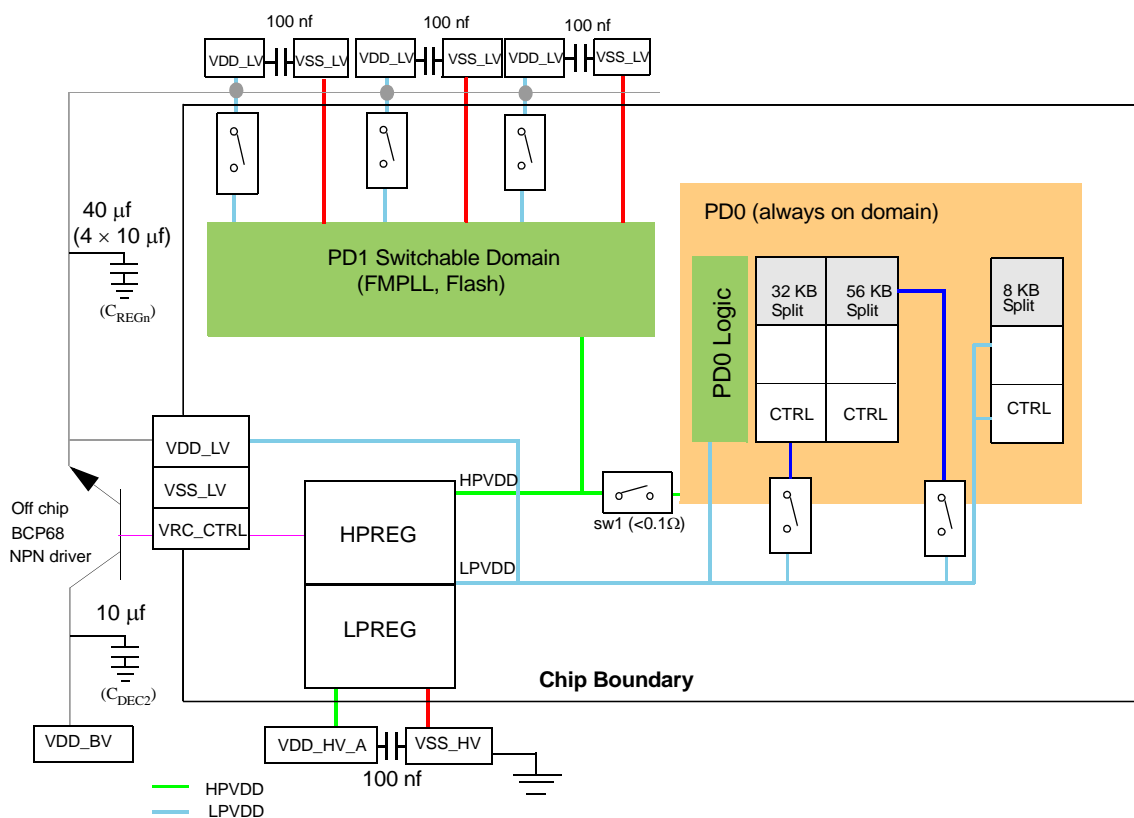 100 nf
100 nf
100 nf
VDD_LV
VSS_LV
VDD_LV
VSS_LV
VDD_LV
VSS_LV
40 μf
(4 × 10 μf)
(CREGn)
PD1 Switchable Domain
(FMPLL, Flash)
PD0 (always on domain)
PD0 Logic
32 KB
Split
56 KB
Split
8 KB
Split
CTRL
CTRL
CTRL
VDD_LV
VSS_LV
VRC_CTRL
Off chip
BCP68
NPN driver
HPVDD
sw1 (<0.1Ω)
HPREG
LPVDD
LPREG
10 μf
(CDEC2)
Chip Boundary
VDD_BV
VDD_HV_A
VSS_HV
100 nf
HPVDD
LPVDD